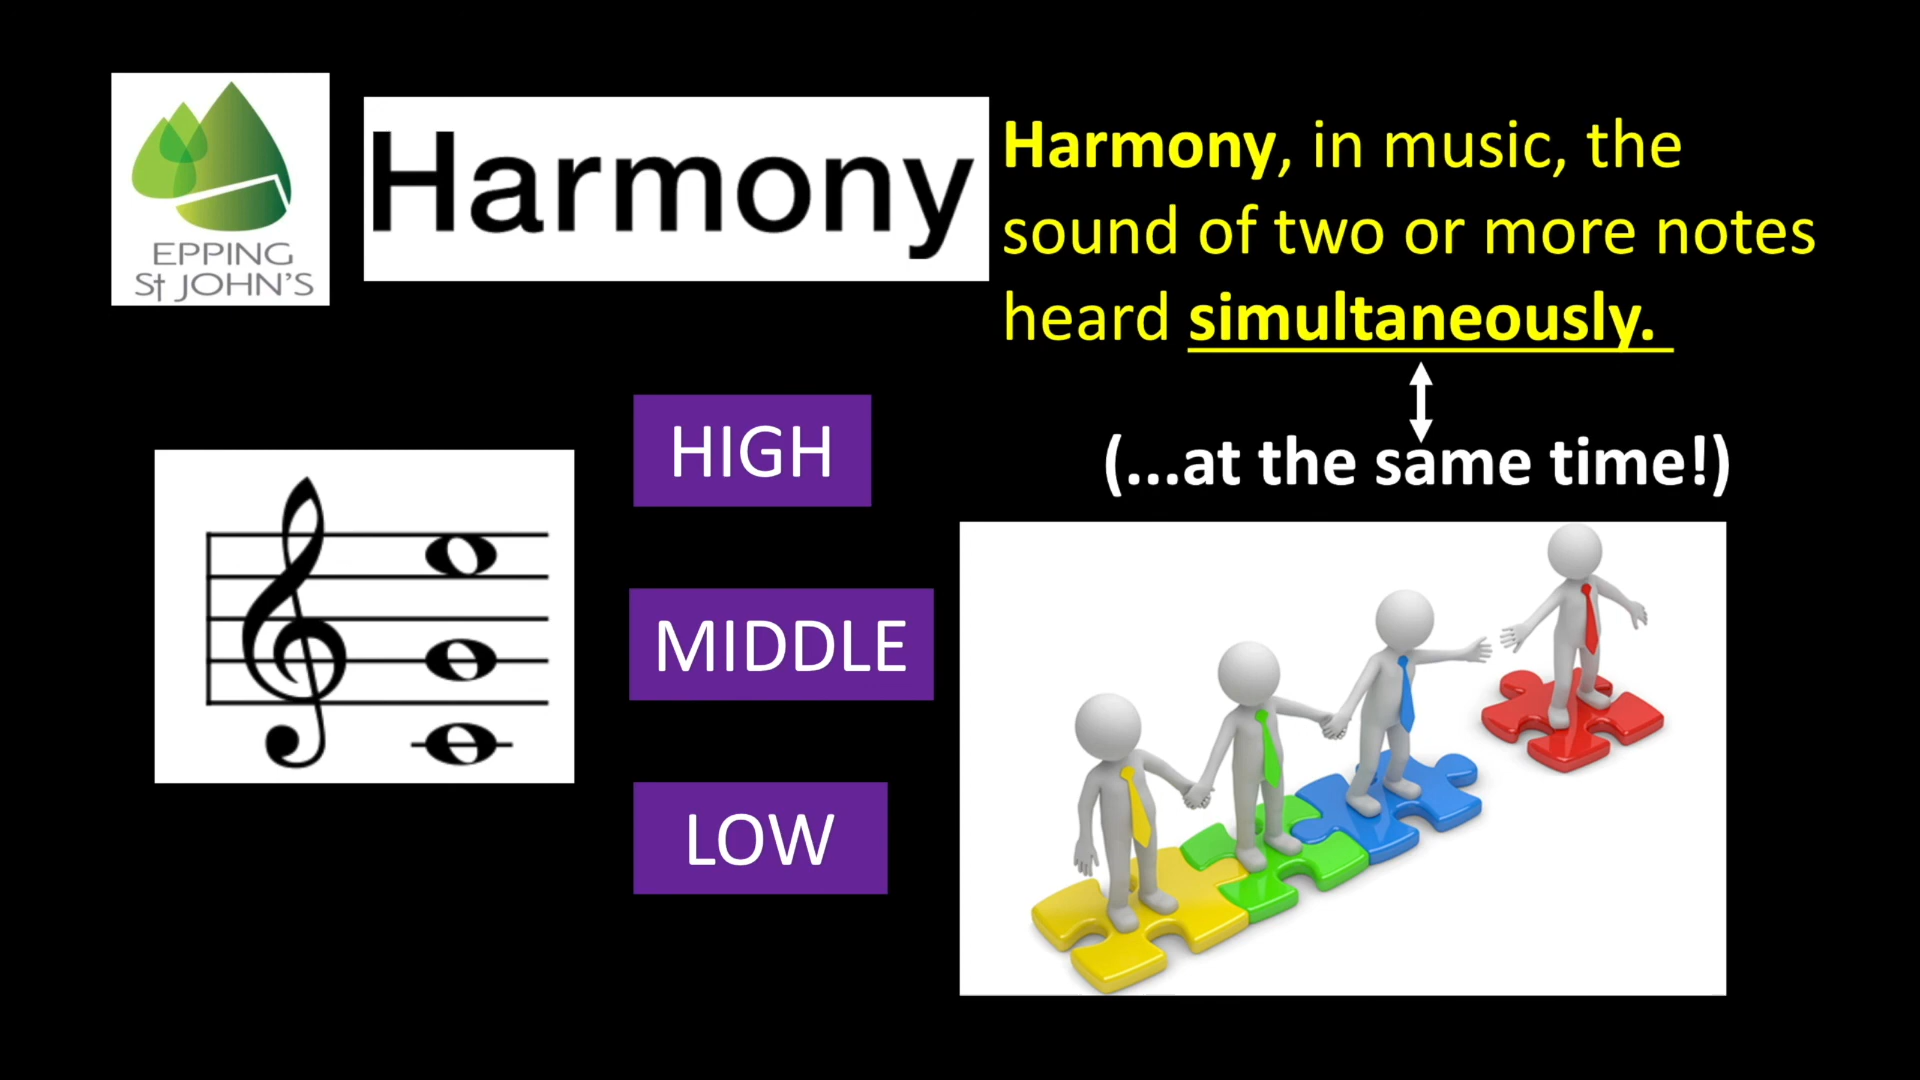 EPPING
St JOHN'S
Harmony
Harmony, in music, the
sound of two or more notes
heard simultaneously.
(...at the same time!)
HIGH
MIDDLE
LOW